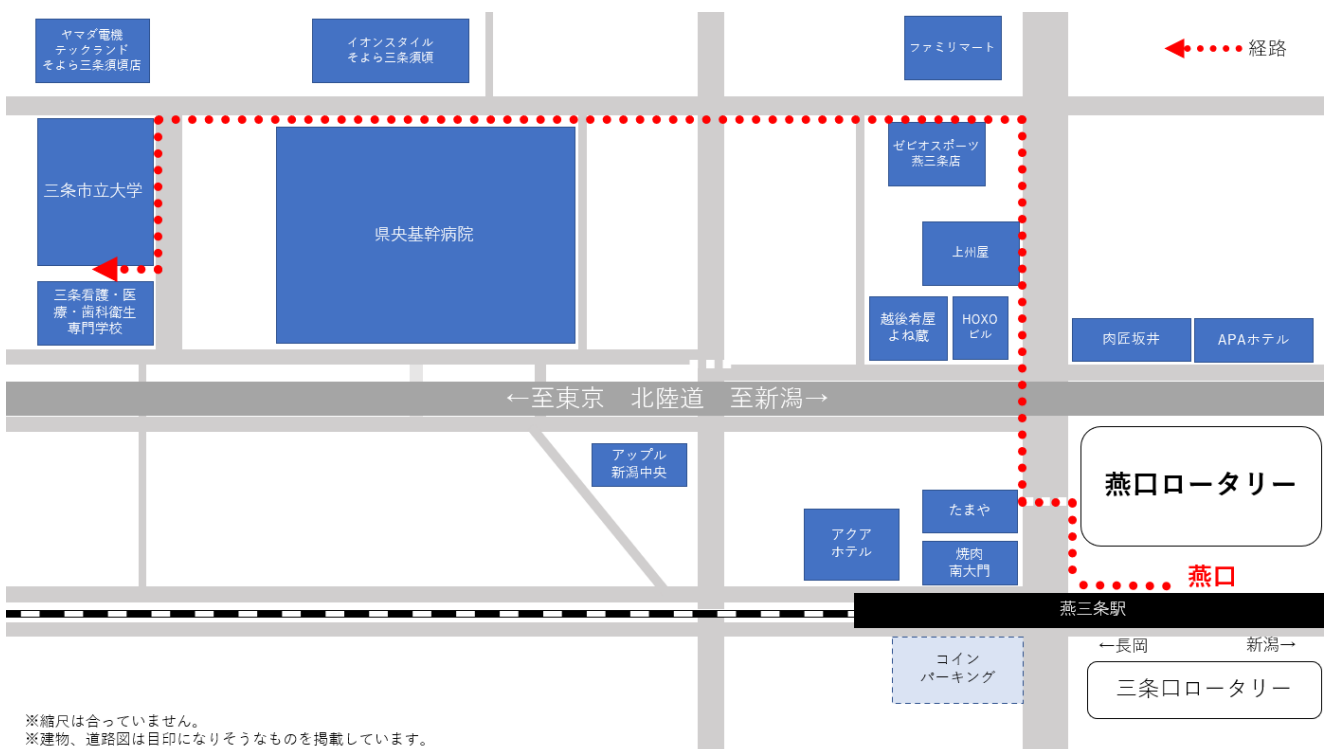 ヤマダ電機
テックランド
そよら三条須頃店
イオンスタイル
そよら三条須頃
ファミリマート
経路
三条市立大学
県央基幹病院
ゼビオスポーツ
燕三条店
上州屋
三条看護・医
療・歯科衛生
専門学校
越後肴屋
よね蔵
HOXO
ビル
肉匠坂井
APAホテル
←至東京 北陸道 至新潟→
アップル
新潟中央
燕口ロータリー
たまや
アクア
ホテル
焼肉
南大門
燕口
燕三条駅
←長岡 新潟→
コイン
パーキング
三条口ロータリー
※縮尺は合っていません。
※建物、道路図は目印になりそうなものを掲載しています。